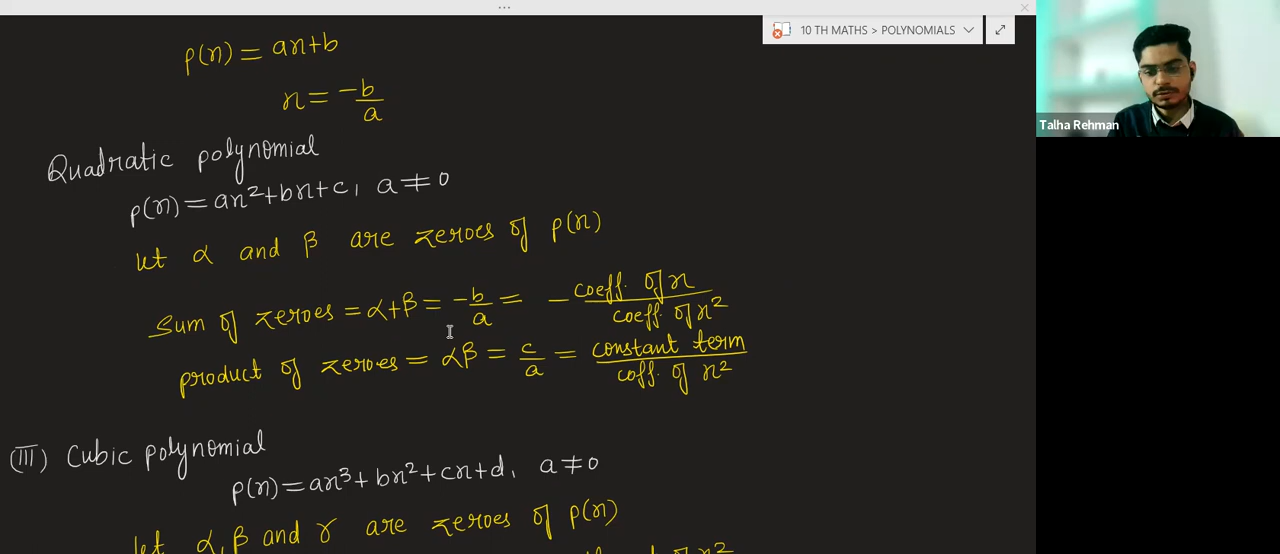 10 TH MATHS > POLYNOMIALS
Talha Rehman
p(x) = ax+b
x = -b/a
Quadratic polynomial
p(x) = ax²+bx+c, a≠0
let α and β are zeroes of p(x)
Sum of zeroes = α+β = -b/a = - coeff. of x / coeff. of x²
product of zeroes = αβ = c/a = constant term / coff. of x²
(III) Cubic polynomial
p(x) = ax³+bx²+cx+d, a≠0
let α, β and γ are zeroes of p(x)